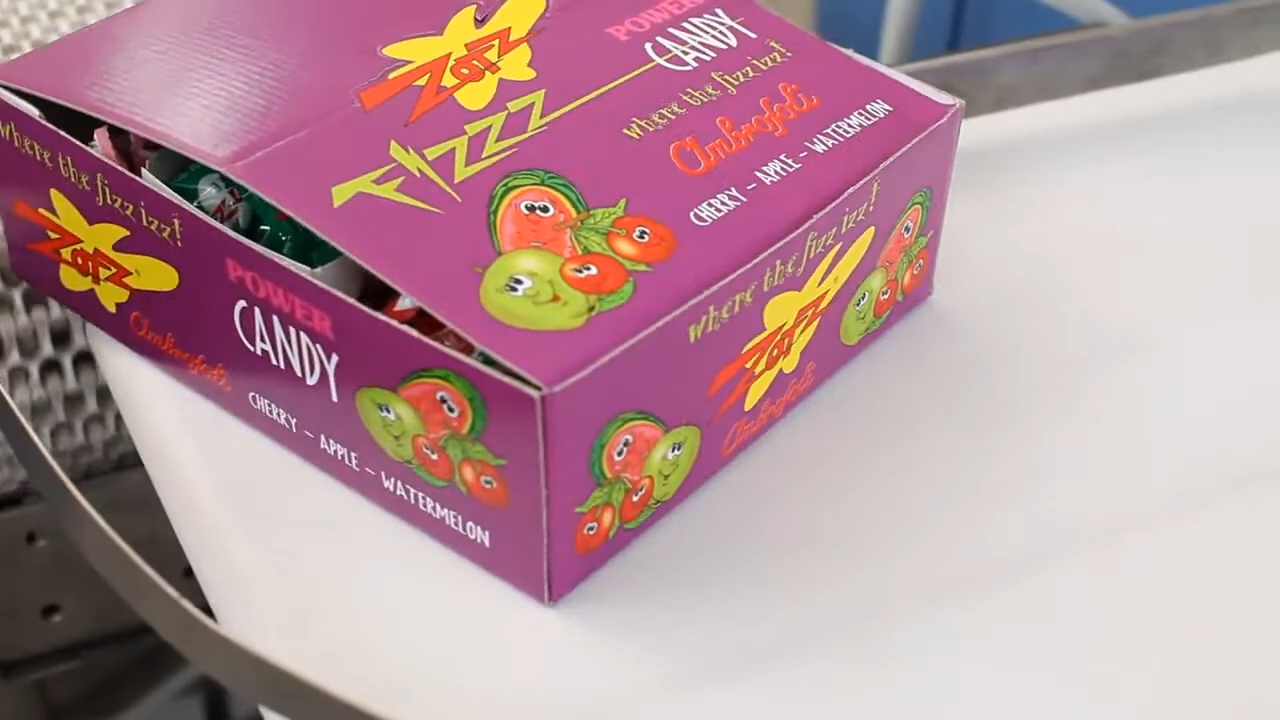 ZOTZ
FIZZZ
POWER
CANDY
where the fizz izz!
Ambrosoli
CHERRY - APPLE - WATERMELON
where the fizz izz!
ZOTZ
Ambrosoli
POWER
CANDY
CHERRY - APPLE - WATERMELON
where the fizz izz!
ZOTZ
Ambrosoli